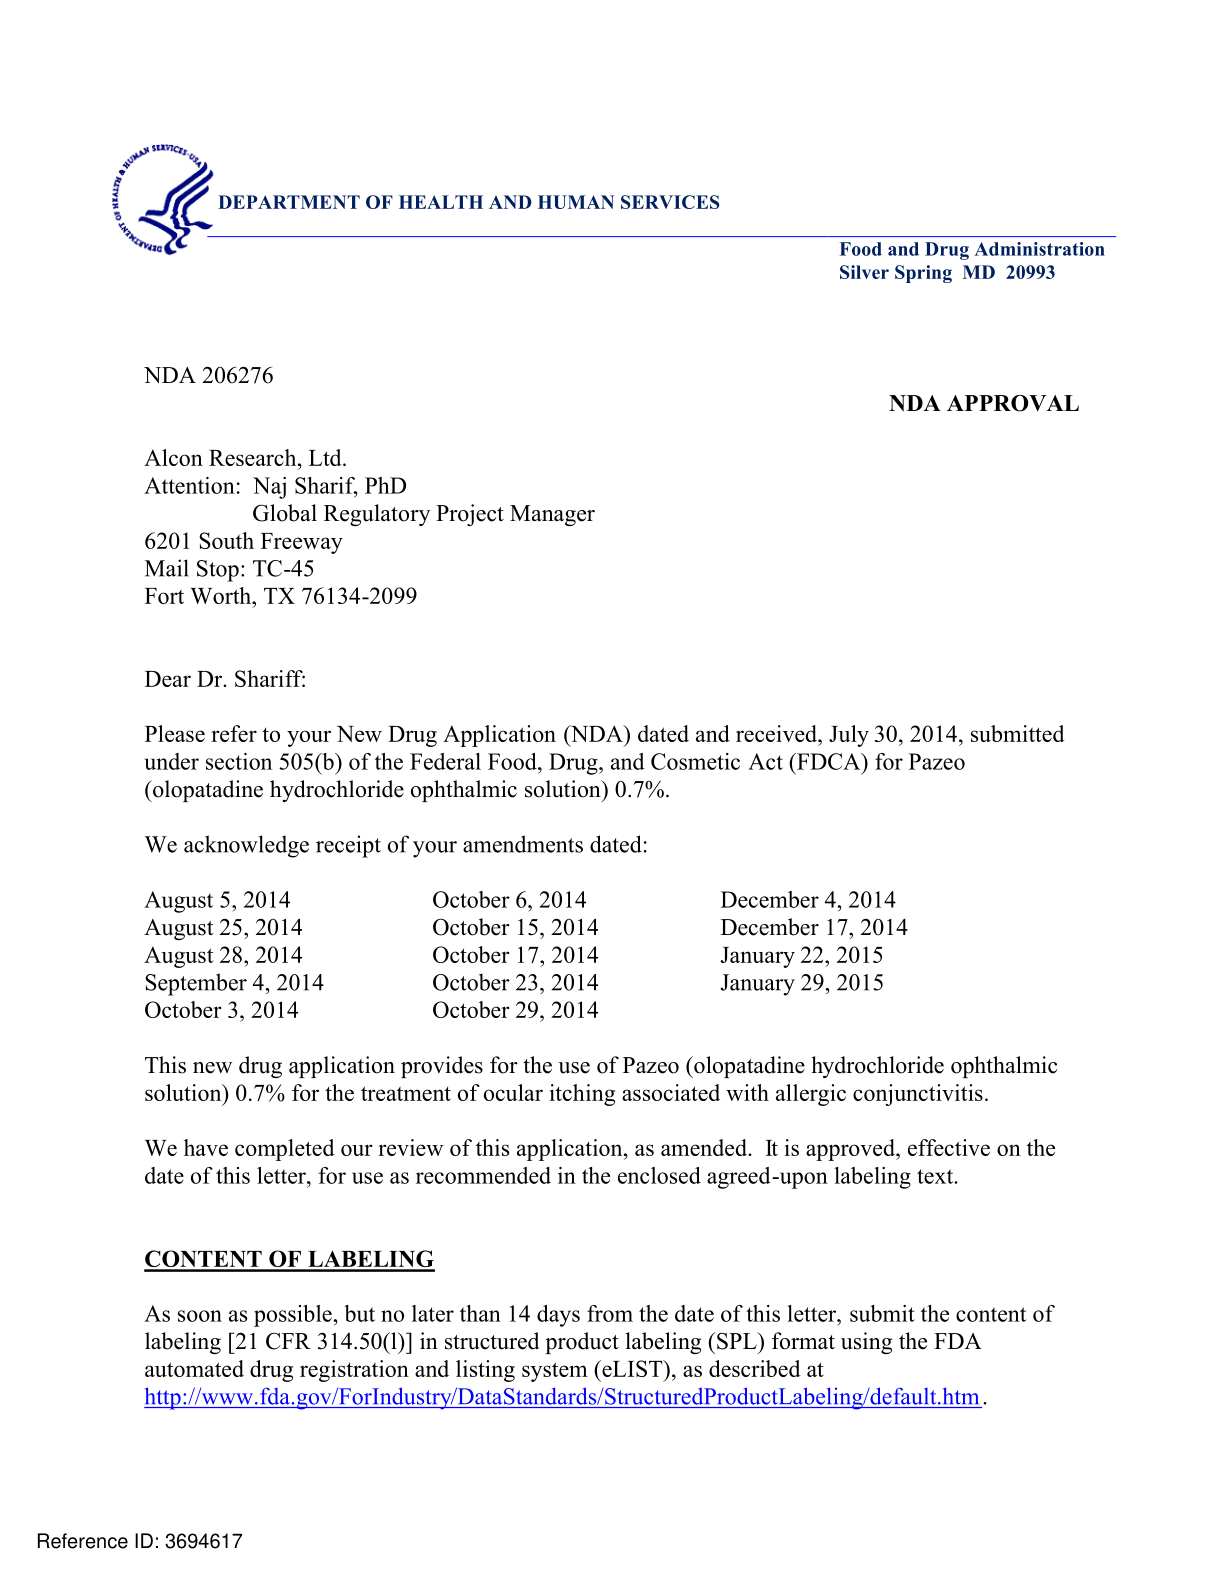 DEPARTMENT OF HEALTH & HUMAN SERVICES·USA
DEPARTMENT OF HEALTH AND HUMAN SERVICES
Food and Drug Administration
Silver Spring MD 20993
NDA 206276
NDA APPROVAL
Alcon Research, Ltd.
Attention: Naj Sharif, PhD
Global Regulatory Project Manager
6201 South Freeway
Mail Stop: TC-45
Fort Worth, TX 76134-2099
Dear Dr. Shariff:
Please refer to your New Drug Application (NDA) dated and received, July 30, 2014, submitted
under section 505(b) of the Federal Food, Drug, and Cosmetic Act (FDCA) for Pazeo
(olopatadine hydrochloride ophthalmic solution) 0.7%.
We acknowledge receipt of your amendments dated:
August 5, 2014 October 6, 2014 December 4, 2014
August 25, 2014 October 15, 2014 December 17, 2014
August 28, 2014 October 17, 2014 January 22, 2015
September 4, 2014 October 23, 2014 January 29, 2015
October 3, 2014 October 29, 2014
This new drug application provides for the use of Pazeo (olopatadine hydrochloride ophthalmic
solution) 0.7% for the treatment of ocular itching associated with allergic conjunctivitis.
We have completed our review of this application, as amended. It is approved, effective on the
date of this letter, for use as recommended in the enclosed agreed-upon labeling text.
CONTENT OF LABELING
As soon as possible, but no later than 14 days from the date of this letter, submit the content of
labeling [21 CFR 314.50(l)] in structured product labeling (SPL) format using the FDA
automated drug registration and listing system (eLIST), as described at
http://www.fda.gov/ForIndustry/DataStandards/StructuredProductLabeling/default.htm.
Reference ID: 3694617